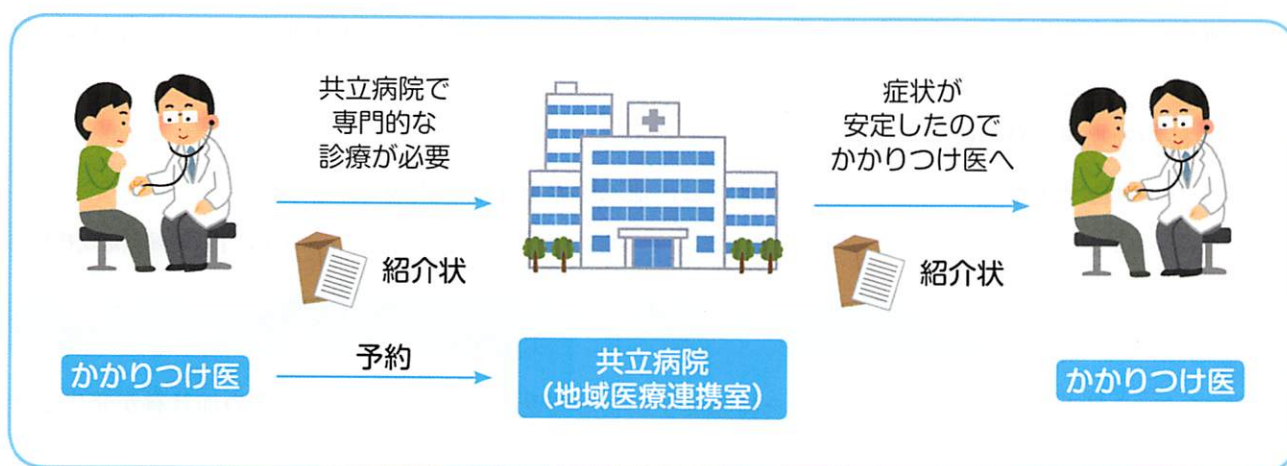 共立病院で
専門的な
診療が必要
紹介状
症状が
安定したので
かかりつけ医へ
紹介状
かかりつけ医
予約
共立病院
（地域医療連携室）
かかりつけ医